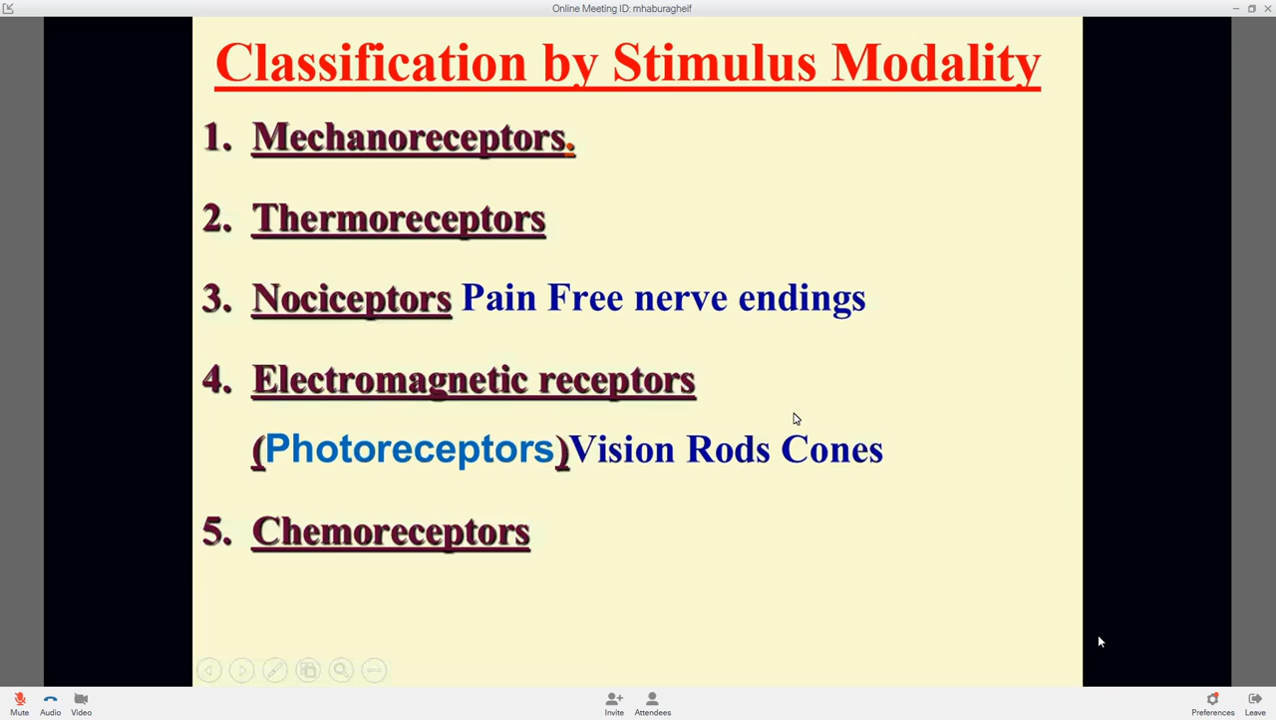 Online Meeting ID: mhaburaghelf
Classification by Stimulus Modality
1. Mechanoreceptors.
2. Thermoreceptors
3. Nociceptors Pain Free nerve endings
4. Electromagnetic receptors
(Photoreceptors)Vision Rods Cones
5. Chemoreceptors
Mute Audio Video Invite Attendees Preferences Leave